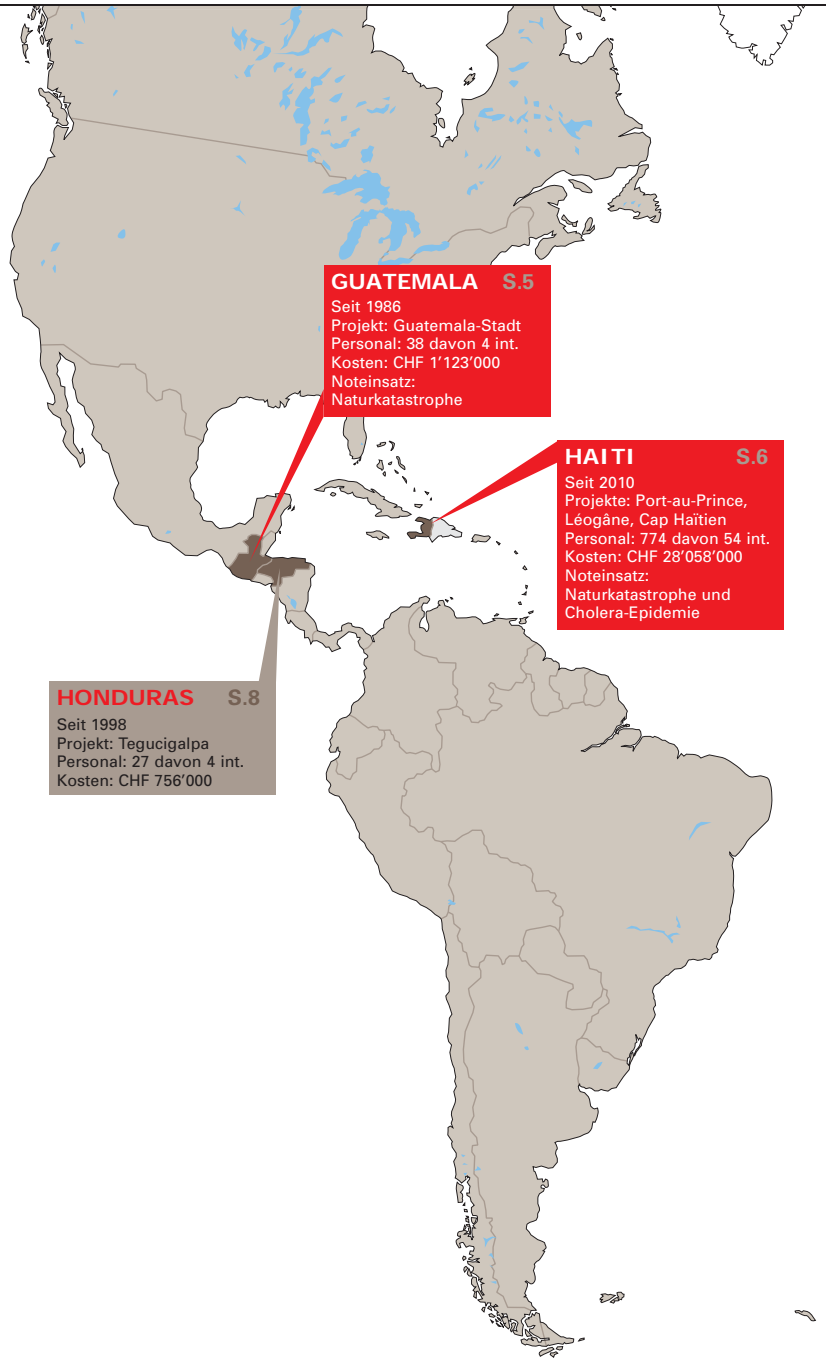 GUATEMALA S.5
Seit 1986
Projekt: Guatemala-Stadt
Personal: 38 davon 4 int.
Kosten: CHF 1’123’000
Noteinsatz:
Naturkatastrophe
HAITI S.6
Seit 2010
Projekte: Port-au-Prince,
Léogâne, Cap Haïtien
Personal: 774 davon 54 int.
Kosten: CHF 28’058’000
Noteinsatz:
Naturkatastrophe und
Cholera-Epidemie
HONDURAS S.8
Seit 1998
Projekt: Tegucigalpa
Personal: 27 davon 4 int.
Kosten: CHF 756’000